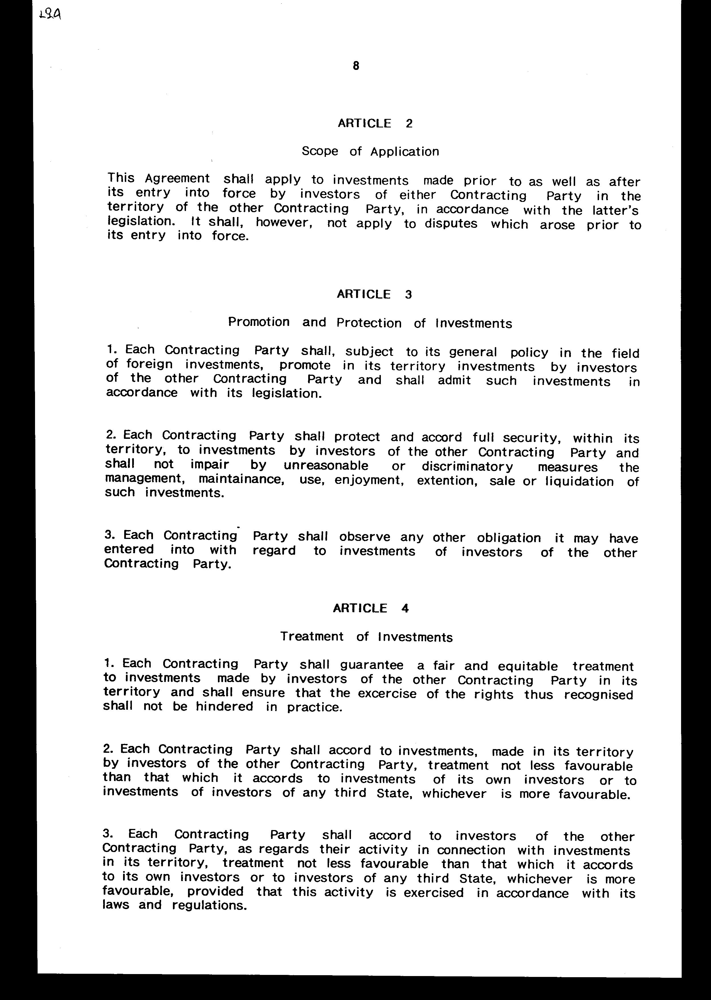 8
ARTICLE 2
Scope of Application
This Agreement shall apply to investments made prior to as well as after
its entry into force by investors of either Contracting Party in the
territory of the other Contracting Party, in accordance with the latter's
legislation. It shall, however, not apply to disputes which arose prior to
its entry into force.
ARTICLE 3
Promotion and Protection of Investments
1. Each Contracting Party shall, subject to its general policy in the field
of foreign investments, promote in its territory investments by investors
of the other Contracting Party and shall admit such investments in
accordance with its legislation.
2. Each Contracting Party shall protect and accord full security, within its
territory, to investments by investors of the other Contracting Party and
shall not impair by unreasonable or discriminatory measures the
management, maintainance, use, enjoyment, extention, sale or liquidation of
such investments.
3. Each Contracting Party shall observe any other obligation it may have
entered into with regard to investments of investors of the other
Contracting Party.
ARTICLE 4
Treatment of Investments
1. Each Contracting Party shall guarantee a fair and equitable treatment
to investments made by investors of the other Contracting Party in its
territory and shall ensure that the excercise of the rights thus recognised
shall not be hindered in practice.
2. Each Contracting Party shall accord to investments, made in its territory
by investors of the other Contracting Party, treatment not less favourable
than that which it accords to investments of its own investors or to
investments of investors of any third State, whichever is more favourable.
3. Each Contracting Party shall accord to investors of the other
Contracting Party, as regards their activity in connection with investments
in its territory, treatment not less favourable than that which it accords
to its own investors or to investors of any third State, whichever is more
favourable, provided that this activity is exercised in accordance with its
laws and regulations.